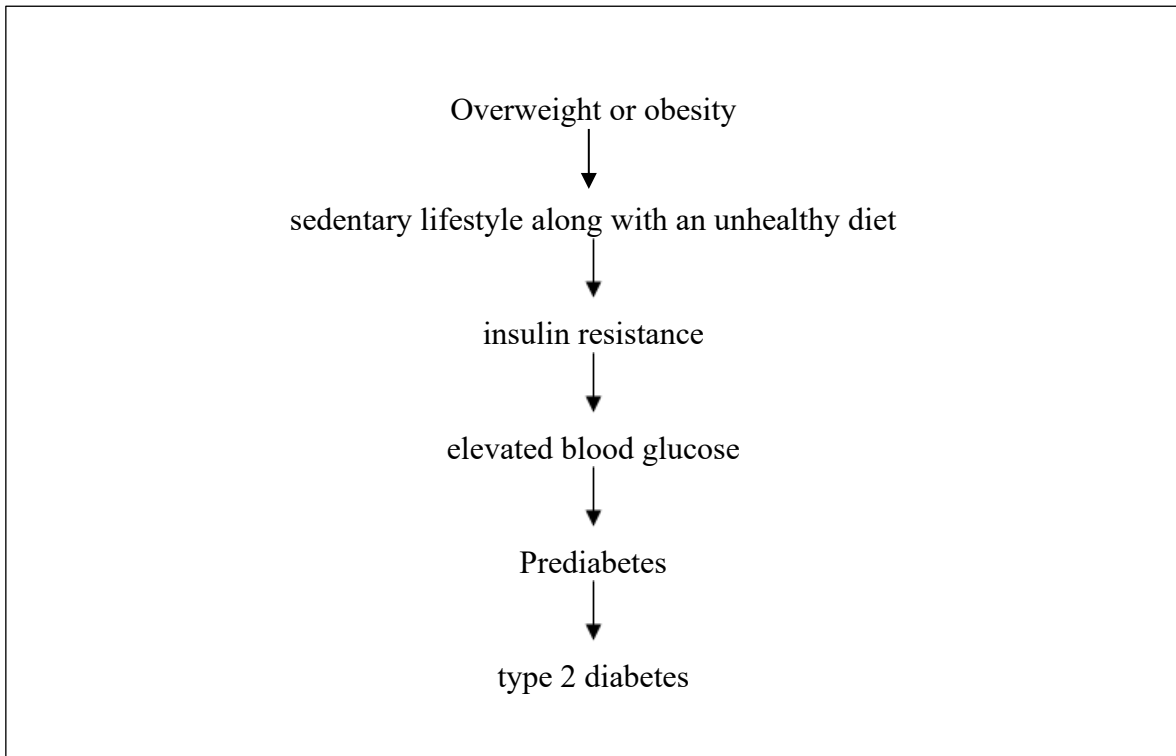 Overweight or obesity
sedentary lifestyle along with an unhealthy diet
insulin resistance
elevated blood glucose
Prediabetes
type 2 diabetes